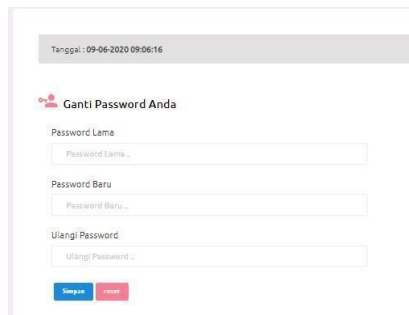 Tanggal : 09-06-2020 09:06:16
Ganti Password Anda
Password Lama
Password Lama ..
Password Baru
Password Baru ..
Ulangi Password
Ulangi Password ..
Simpan reset